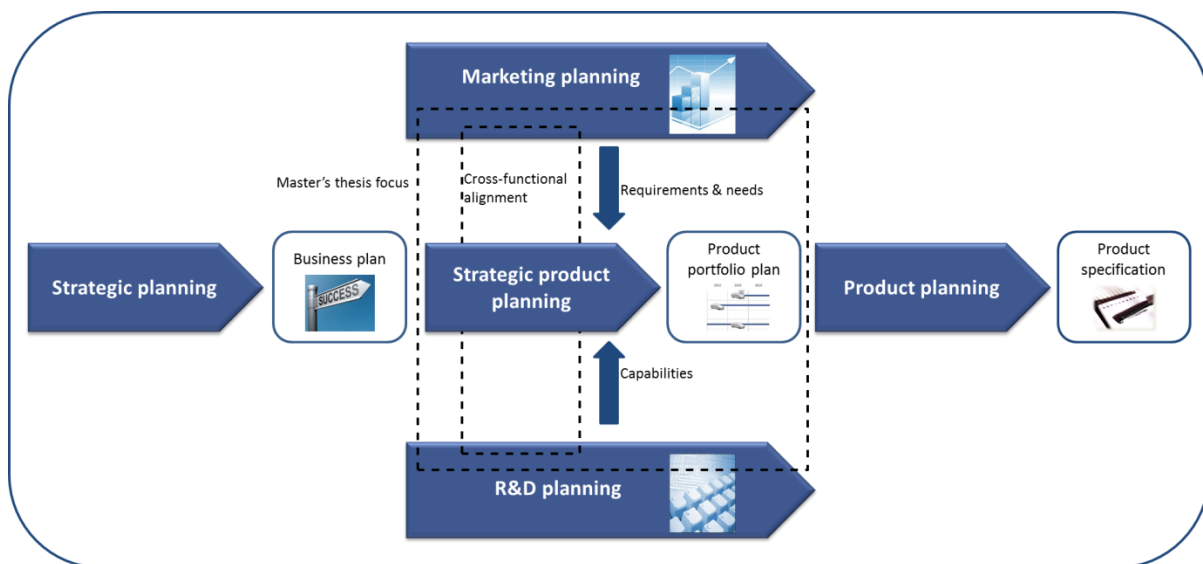 Marketing planning
Master's thesis focus
Cross-functional
alignment
Requirements & needs
Strategic planning
Business plan
SUCCESS
Strategic product
planning
Product
portfolio plan
Product planning
Product
specification
Capabilities
R&D planning